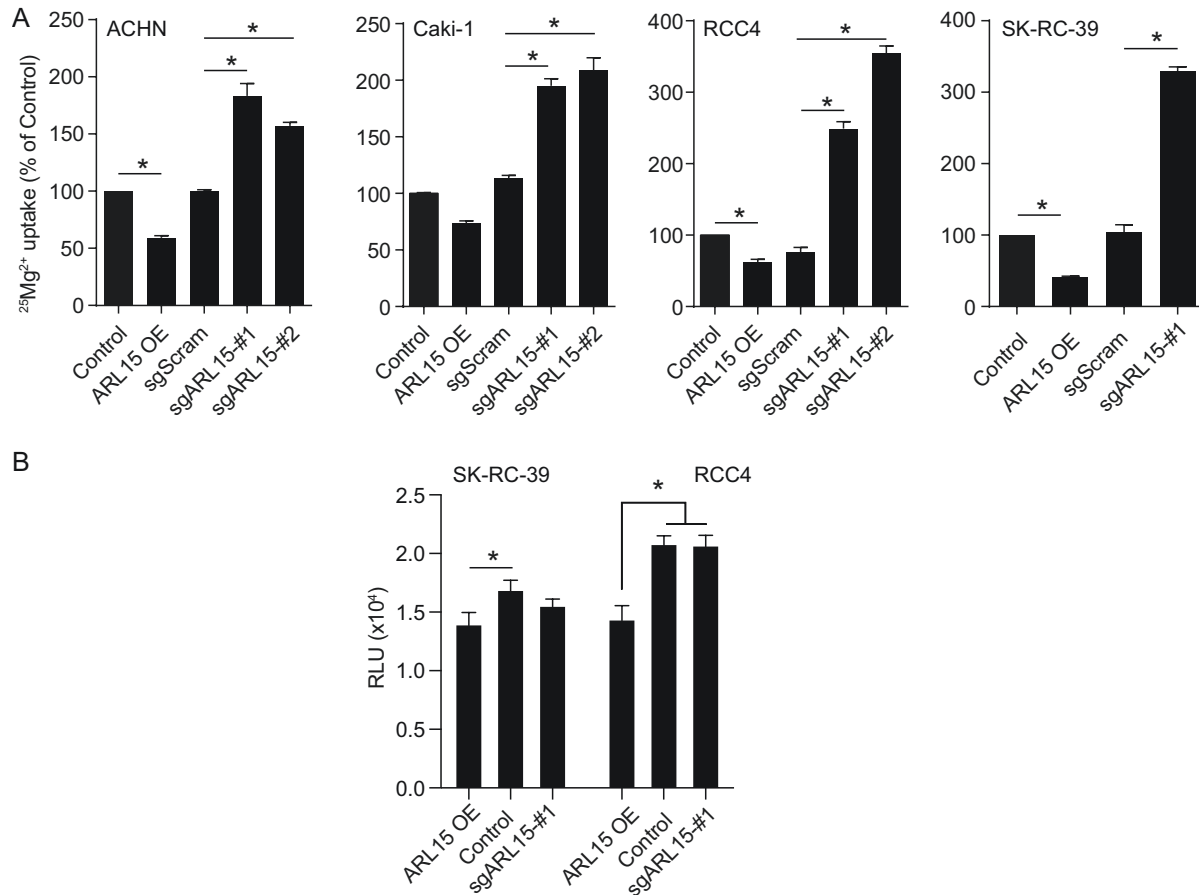 A
ACHN
²⁵Mg²⁺ uptake (% of Control)
250
200
150
100
50
0
*
*
*
Control
ARL15 OE
sgScram
sgARL15-#1
sgARL15-#2
Caki-1
250
200
150
100
50
0
*
*
Control
ARL15 OE
sgScram
sgARL15-#1
sgARL15-#2
RCC4
400
300
200
100
0
*
*
*
Control
ARL15 OE
sgScram
sgARL15-#1
sgARL15-#2
SK-RC-39
400
300
200
100
0
*
*
Control
ARL15 OE
sgScram
sgARL15-#1
B
SK-RC-39
RCC4
RLU (x10⁴)
2.5
2.0
1.5
1.0
0.5
0.0
*
*
ARL15 OE
Control
sgARL15-#1
ARL15 OE
Control
sgARL15-#1